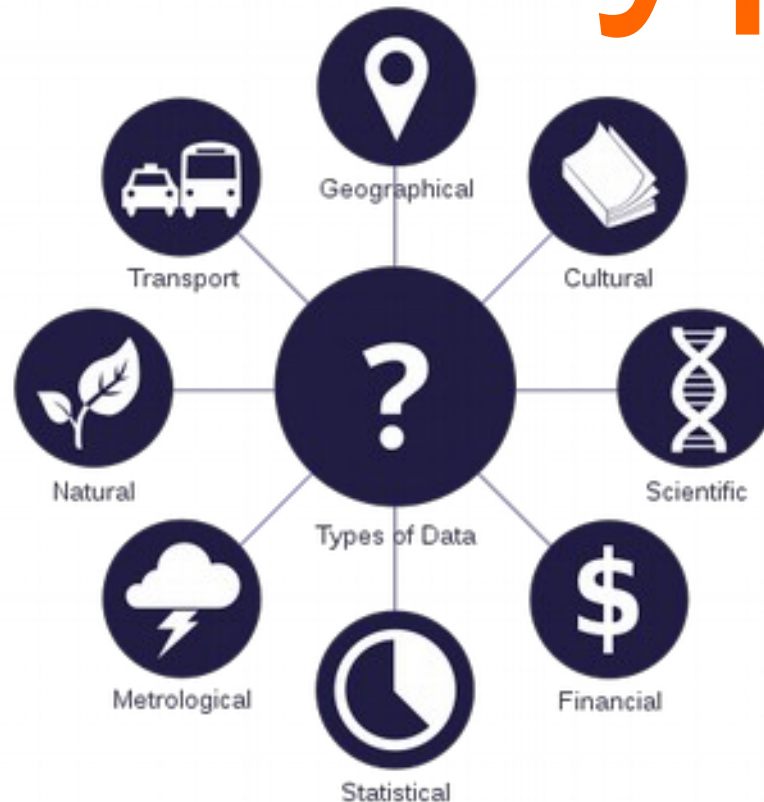 Geographical
Transport
Cultural
?
Natural
Scientific
Types of Data
$
Metrological
Financial
Statistical